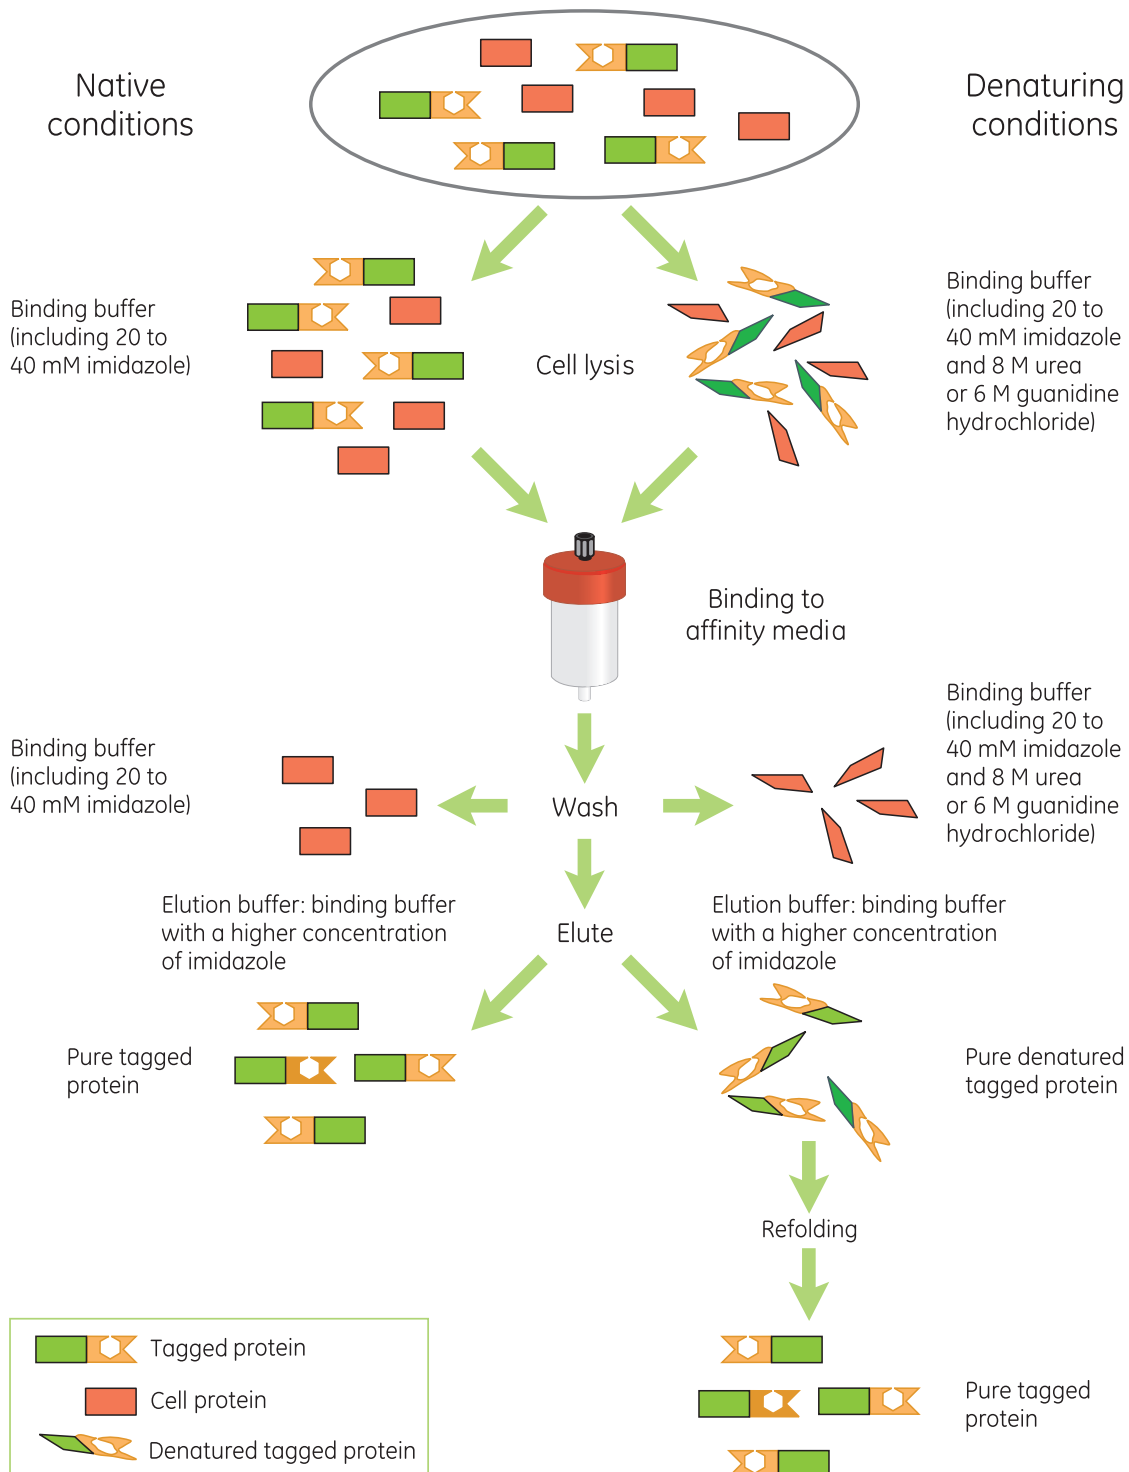 Native
conditions
Denaturing
conditions
Binding buffer
(including 20 to
40 mM imidazole)
Cell lysis
Binding buffer
(including 20 to
40 mM imidazole
and 8 M urea
or 6 M guanidine
hydrochloride)
Binding to
affinity media
Binding buffer
(including 20 to
40 mM imidazole)
Wash
Binding buffer
(including 20 to
40 mM imidazole
and 8 M urea
or 6 M guanidine
hydrochloride)
Elution buffer: binding buffer
with a higher concentration
of imidazole
Elute
Elution buffer: binding buffer
with a higher concentration
of imidazole
Pure tagged
protein
Pure denatured
tagged protein
Refolding
Pure tagged
protein
Tagged protein
Cell protein
Denatured tagged protein